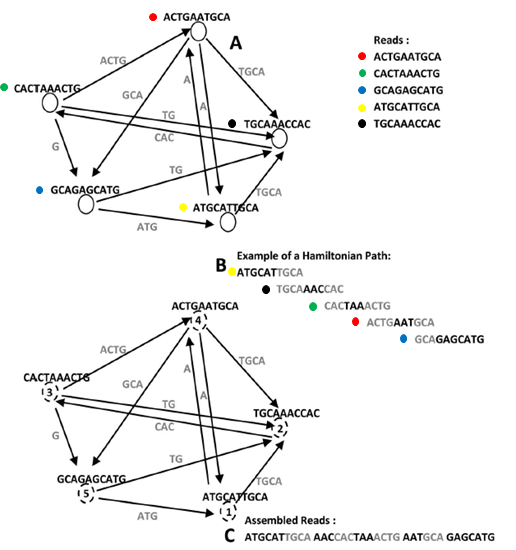 ACTGAATGCA
A
Reads :
ACTGAATGCA
CACTAAACTG
GCAGAGCATG
ATGCATTGCA
TGCAAACCAC
ACTG
TGCA
CACTAAACTG
GCA
A
A
TG
TGCAAACCAC
CAC
G
TG
GCAGAGCATG
ATGCATTGCA
TGCA
ATG
B
Example of a Hamiltonian Path:
ATGCATTGCA
TGCAAACCAC
CACTAAACTG
ACTGAATGCA
GCAGAGCATG
ACTGAATGCA
4
ACTG
TGCA
CACTAAACTG
3
GCA
A
A
TG
TGCAAACCAC
2
CAC
G
TG
GCAGAGCATG
5
ATGCATTGCA
1
TGCA
ATG
C
Assembled Reads :
ATGCATTGCA AACCACTAAACTG AATGCA GAGCATG